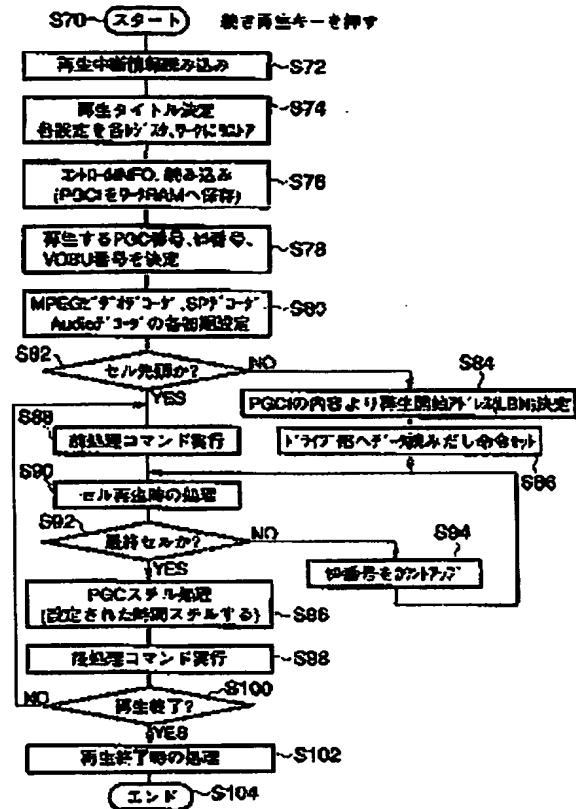 S70 スタート 続き再生キーを押す
再生中断情報読み込み S72
再生タイトル決定 S74
各設定を各レジスタ、ワークにリストア
INFO.読み込み
(PGCIをワークRAMへ保存) S76
再生するPGC番号、セル番号、 S78
VOBU番号を決定
MPEGビデオデコーダ、SPデコーダ
Audioデコーダの各初期設定
S82 セル先頭か? NO S84
YES PGCIの内容より再生開始アドレス(LBN)決定
S88
前処理コマンド実行 ドライブ部へデータ読みだし命令セット
S90 S86
セル再生時の処理
S92
最終セルか? NO S94
YES セル番号をカウントアップ
PGCスチル処理
(設定された時間スチルする)
後処理コマンド実行 S98
NO 再生終了? S100
YES
再生終了時の処理 S102
エンド S104